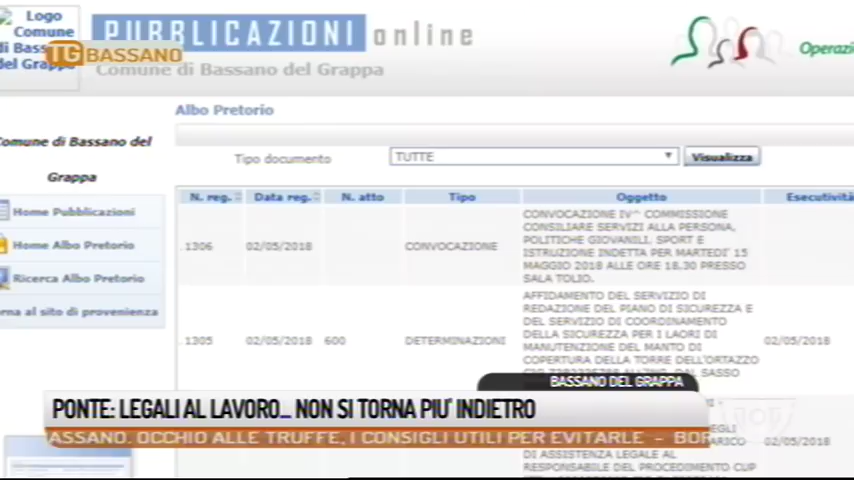 Logo
Comune
di Bass
del Grappa
PUBBLICAZIONI online
TG BASSANO
Comune di Bassano del Grappa
Albo Pretorio
Comune di Bassano del
Grappa
Tipo documento TUTTE Visualizza
N. reg. Data reg. N. atto Tipo Oggetto Esecutività
Home Pubblicazioni
Home Albo Pretorio
Ricerca Albo Pretorio
al sito di provenienza
1306 02/05/2018 CONVOCAZIONE
CONVOCAZIONE IV^ COMMISSIONE
CONSILIARE SERVIZI ALLA PERSONA,
POLITICHE GIOVANILI, SPORT E
ISTRUZIONE INDETTA PER MARTEDI' 15
MAGGIO 2018 ALLE ORE 18.30 PRESSO
SALA TOLIO.
1305 02/05/2018 600 DETERMINAZIONI
AFFIDAMENTO DEL SERVIZIO DI
REDAZIONE DEL PIANO DI SICUREZZA E
DEL SERVIZIO DI COORDINAMENTO
DELLA SICUREZZA PER I LAORI DI
MANUTENZIONE DEL MANTO DI
COPERTURA DELLA TORRE DELL'ORTAZZO
02/05/2018
DAL SASSO
BASSANO DEL GRAPPA
PONTE: LEGALI AL LAVORO... NON SI TORNA PIU' INDIETRO
ASSANO. OCCHIO ALLE TRUFFE, I CONSIGLI UTILI PER EVITARLE - BOR
02/05/2018
DI ASSISTENZA LEGALE AL
RESPONSABILE DEL PROCEDIMENTO CUP